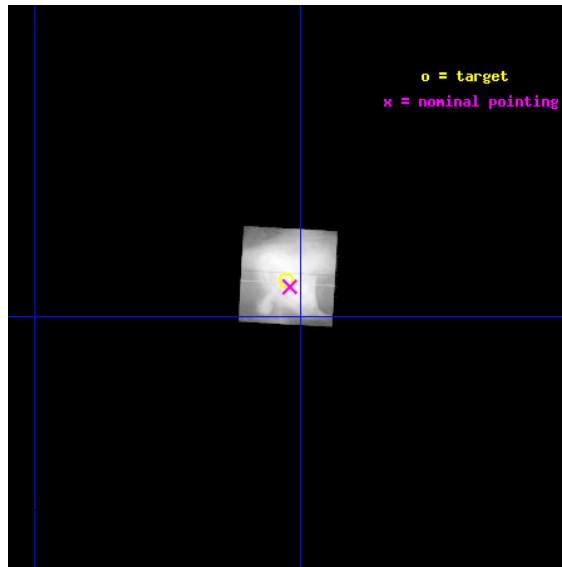 o = target
x = nominal pointing